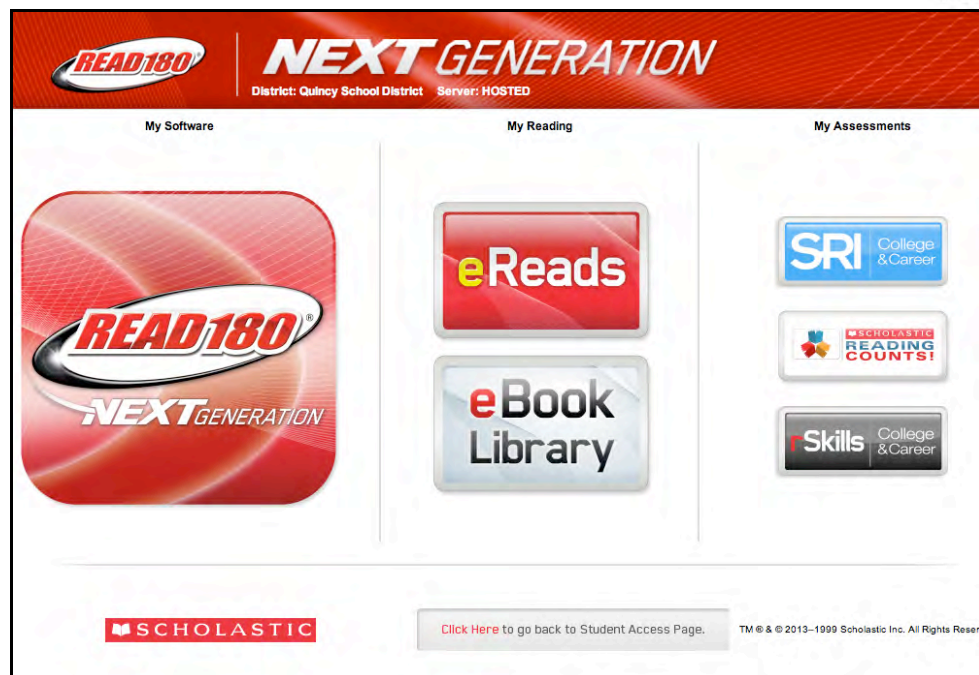 READ180®
NEXT GENERATION
District: Quincy School District Server: HOSTED
My Software
My Reading
My Assessments
READ180®
NEXT GENERATION
eReads
eBook
Library
SRI College
&Career
SCHOLASTIC
READING
COUNTS!
rSkills College
&Career
SCHOLASTIC
Click Here to go back to Student Access Page.
TM ® & © 2013–1999 Scholastic Inc. All Rights Reser